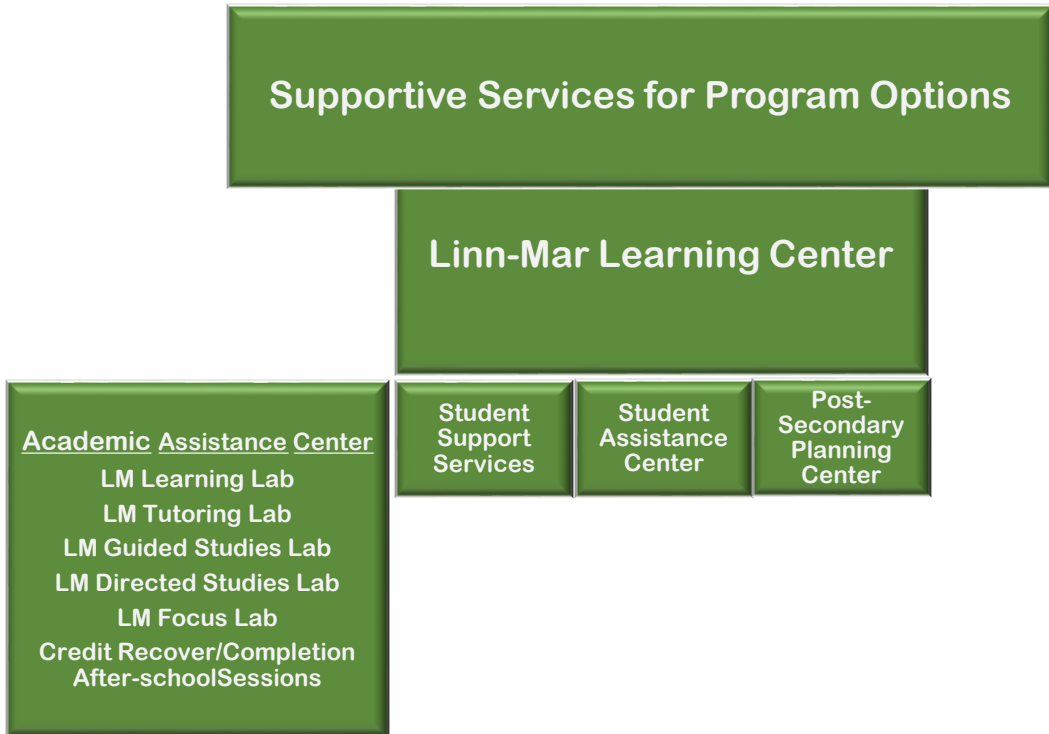 Supportive Services for Program Options
Linn-Mar Learning Center
Academic Assistance Center
LM Learning Lab
LM Tutoring Lab
LM Guided Studies Lab
LM Directed Studies Lab
LM Focus Lab
Credit Recover/Completion
After-schoolSessions
Student
Support
Services
Student
Assistance
Center
Post-
Secondary
Planning
Center